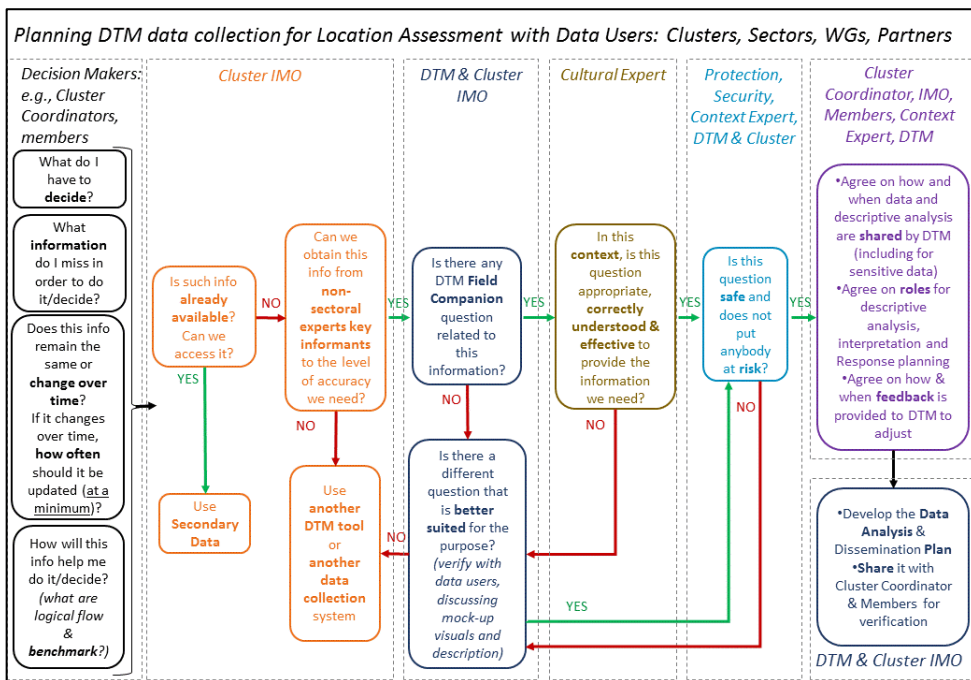 Planning DTM data collection for Location Assessment with Data Users: Clusters, Sectors, WGs, Partners
Decision Makers:
e.g., Cluster
Coordinators,
members
What do I
have to
decide?
What
information
do I miss in
order to do
it/decide?
Does this info
remain the
same or
change over
time?
If it changes
over time,
how often
should it be
updated (at a
minimum)?
How will this
info help me
do it/decide?
(what are
logical flow
&
benchmark?)
Cluster IMO
Is such info
already
available?
Can we
access it?
NO
YES
Use
Secondary
Data
Can we
obtain this
info from
non-
sectoral
experts key
informants
to the level of
accuracy
we need?
YES
NO
Use
another
DTM tool
or
another
data
collection
system
DTM & Cluster
IMO
Is there any
DTM Field
Companion
question
related to
this
information?
YES
NO
Is there a
different
question that
is better
suited for the
purpose?
(verify with
data users,
discussing
mock-up
visuals and
description)
NO
YES
Cultural Expert
In this
context, is this
question
appropriate,
correctly
understood &
effective to
provide the
information
we need?
YES
NO
Protection,
Security,
Context Expert,
DTM & Cluster
Is this
question
safe and
does not
put
anybody
at risk?
YES
NO
Cluster
Coordinator, IMO,
Members, Context
Expert, DTM
•Agree on how and
when data and
descriptive analysis
are shared by DTM
(including for
sensitive data)
•Agree on roles for
descriptive
analysis,
interpretation and
Response planning
•Agree on how &
when feedback is
provided to DTM to
adjust
•Develop the Data
Analysis &
Dissemination Plan
•Share it with
Cluster Coordinator
& Members for
verification
DTM & Cluster IMO